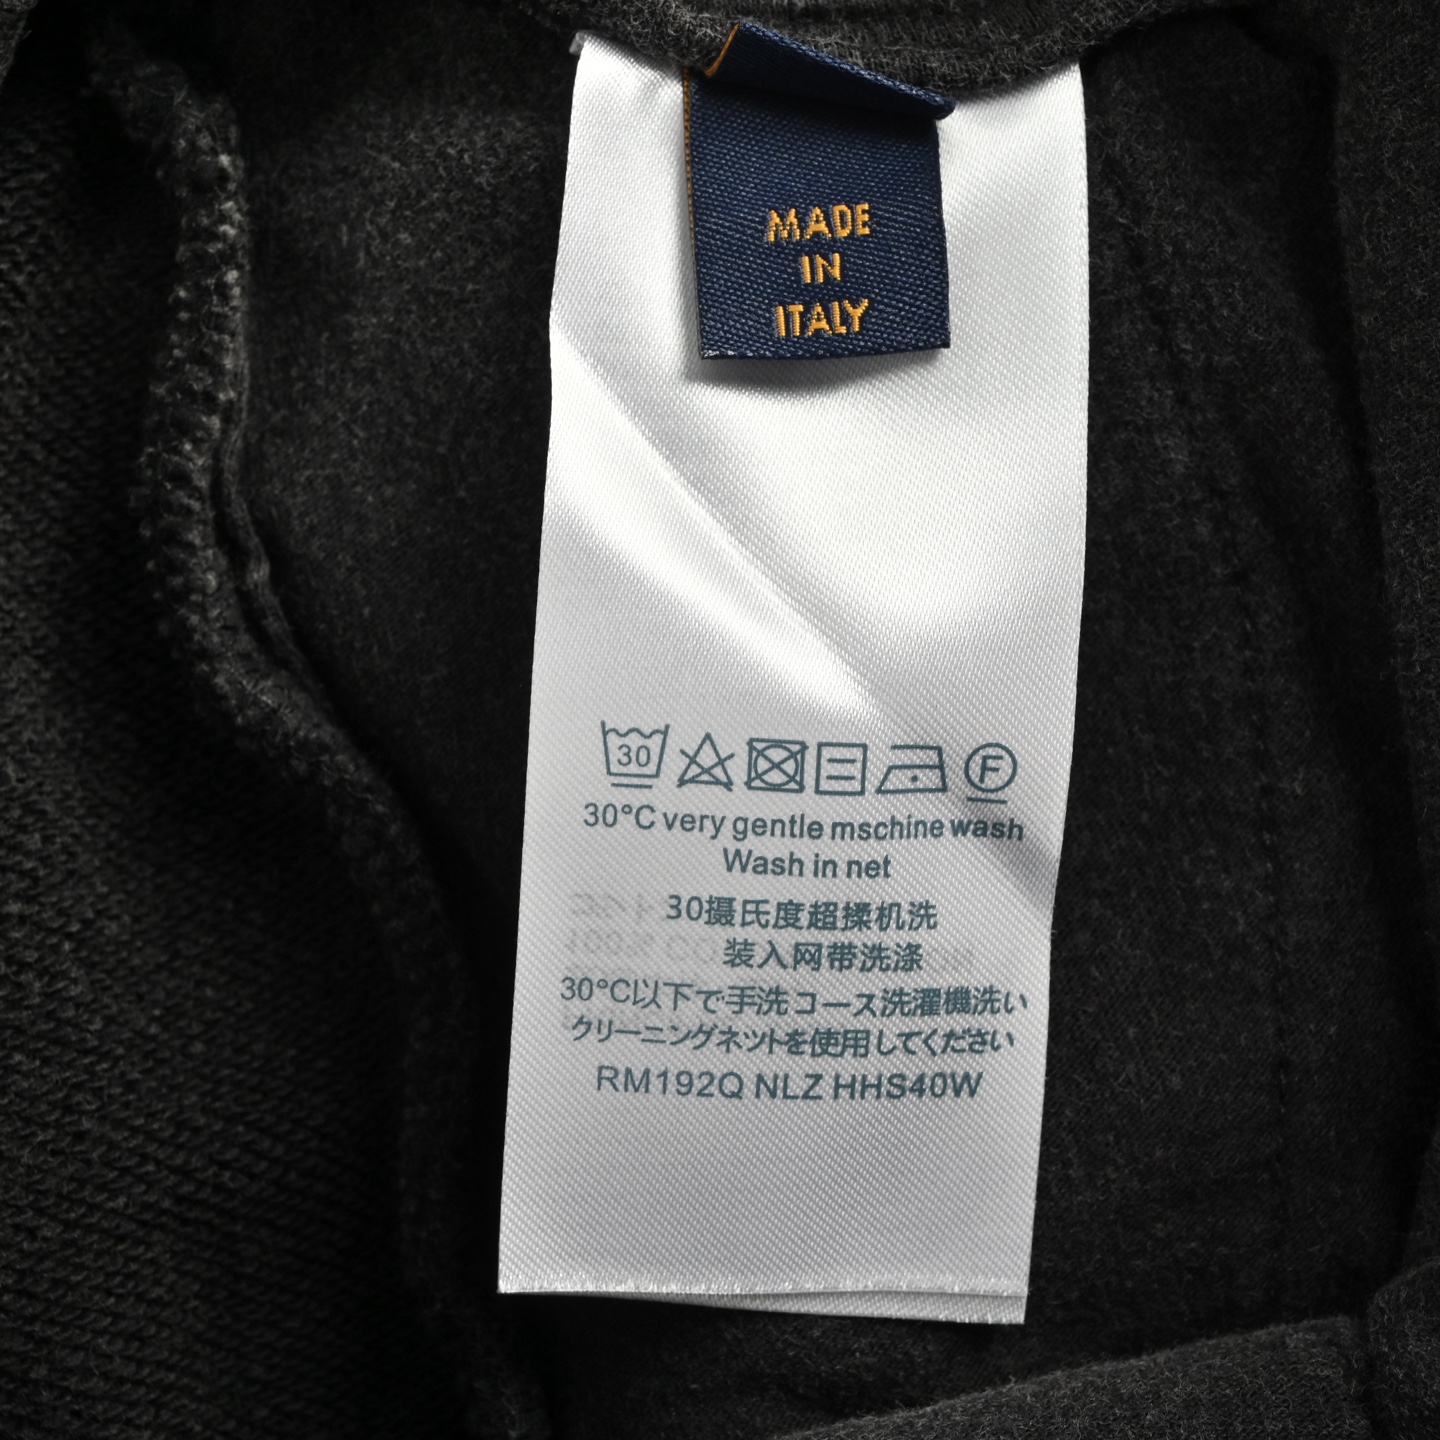 MADE
IN
ITALY
30
F
30°C very gentle mschine wash
Wash in net
30摄氏度超揉机洗
装入网带洗涤
30°C以下で手洗コース洗濯機洗い
クリーニングネットを使用してください
RM192Q NLZ HHS40W